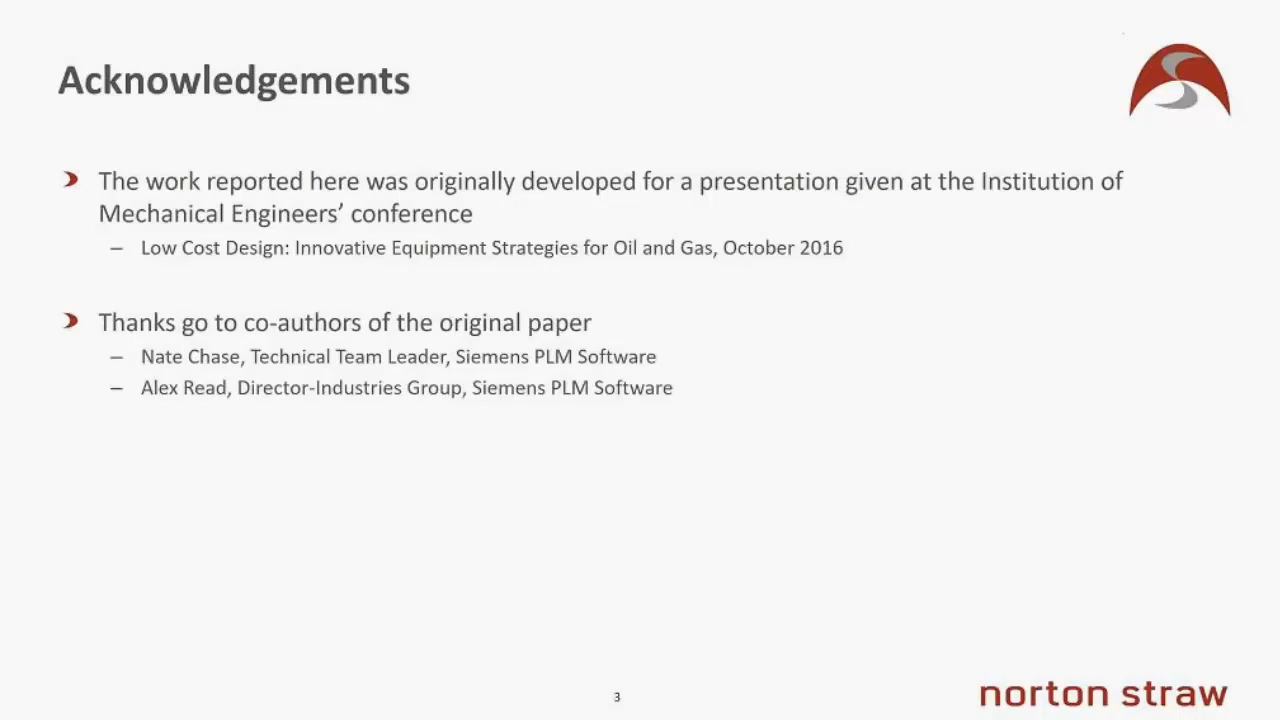 Acknowledgements
The work reported here was originally developed for a presentation given at the Institution of
Mechanical Engineers’ conference
– Low Cost Design: Innovative Equipment Strategies for Oil and Gas, October 2016
Thanks go to co-authors of the original paper
– Nate Chase, Technical Team Leader, Siemens PLM Software
– Alex Read, Director-Industries Group, Siemens PLM Software
3
norton straw